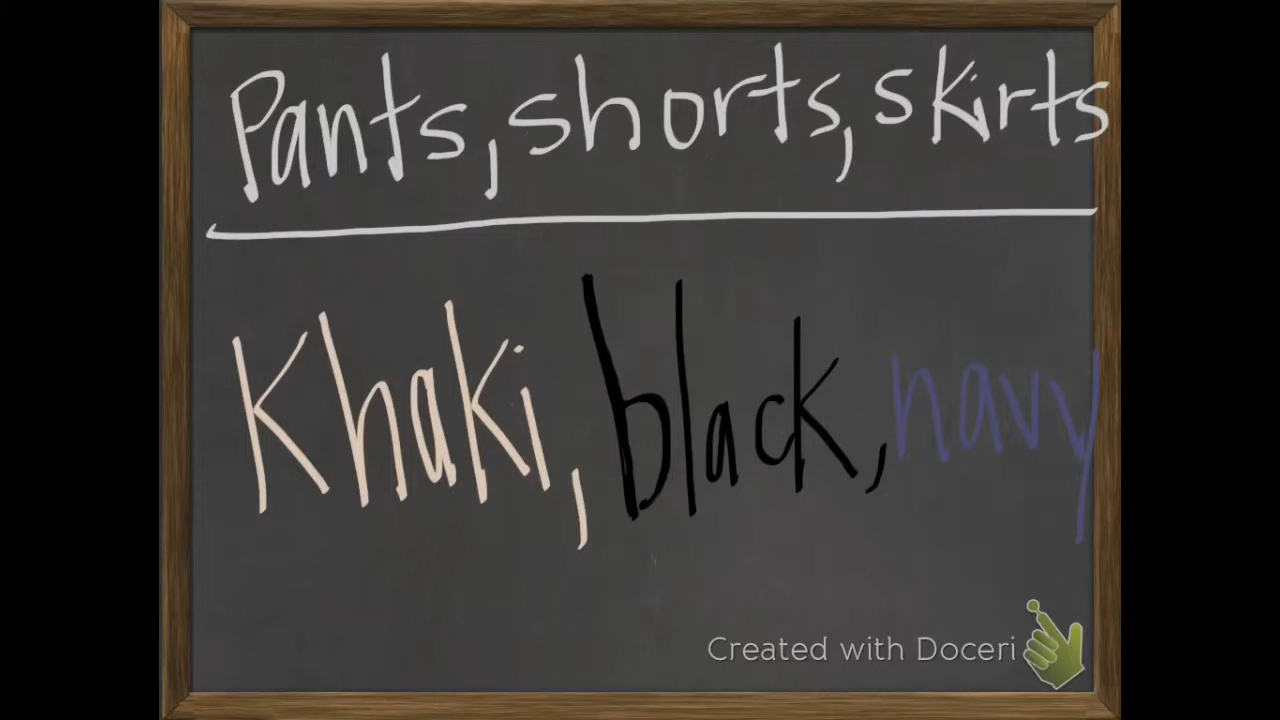 Pants, shorts, skirts
Khaki, black, navy
Created with Doceri